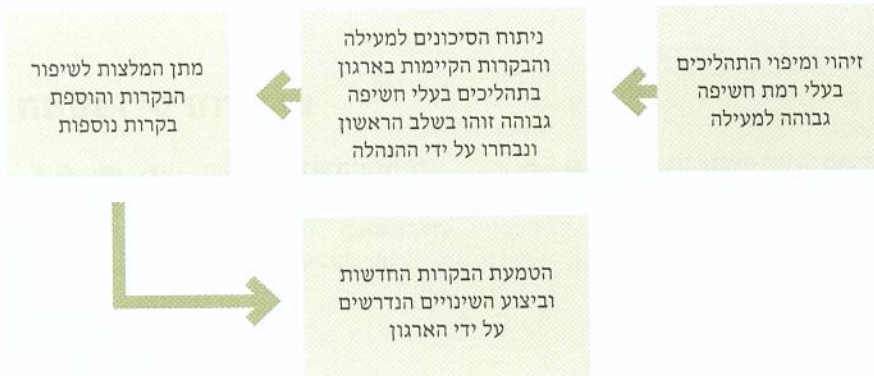 זיהוי ומיפוי התהליכים
בעלי רמת חשיפה
גבוהה למעילה
ניתוח הסיכונים למעילה
והבקרות הקיימות בארגון
בתהליכים בעלי חשיפה
גבוהה זוהו בשלב הראשון
ונבחרו על ידי ההנהלה
מתן המלצות לשיפור
הבקרות והוספת
בקרות נוספות
הטמעת הבקרות החדשות
וביצוע השינויים הנדרשים
על ידי הארגון